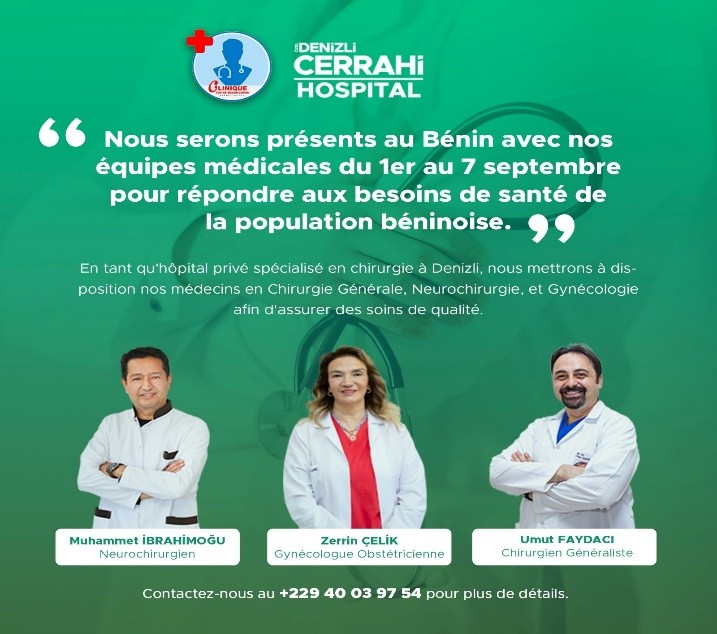 CLINIQUE
ÖZEL DENİZLİ
CERRAHİ
HOSPITAL
“ Nous serons présents au Bénin avec nos
équipes médicales du 1er au 7 septembre
pour répondre aux besoins de santé de
la population béninoise. ”
En tant qu'hôpital privé spécialisé en chirurgie à Denizli, nous mettrons à dis-
position nos médecins en Chirurgie Générale, Neurochirurgie, et Gynécologie
afin d'assurer des soins de qualité.
Muhammet İBRAHİMOĞU
Neurochirurgien
Zerrin ÇELİK
Gynécologue Obstétricienne
Umut FAYDACI
Chirurgien Généraliste
Contactez-nous au +229 40 03 97 54 pour plus de détails.